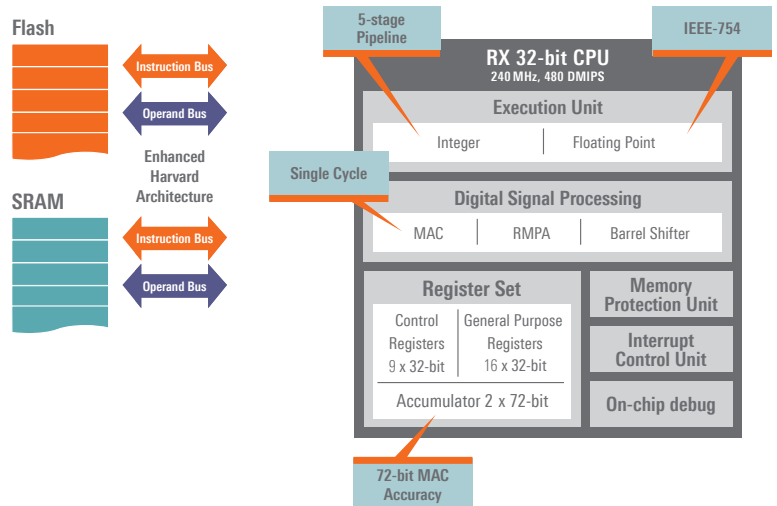 Flash
Instruction Bus
Operand Bus
Enhanced
Harvard
Architecture
SRAM
Instruction Bus
Operand Bus
5-stage
Pipeline
IEEE-754
RX 32-bit CPU
240 MHz, 480 DMIPS
Execution Unit
Integer
Floating Point
Single Cycle
Digital Signal Processing
MAC
RMPA
Barrel Shifter
Register Set
Control
Registers
9 x 32-bit
General Purpose
Registers
16 x 32-bit
Accumulator 2 x 72-bit
Memory
Protection Unit
Interrupt
Control Unit
On-chip debug
72-bit MAC
Accuracy